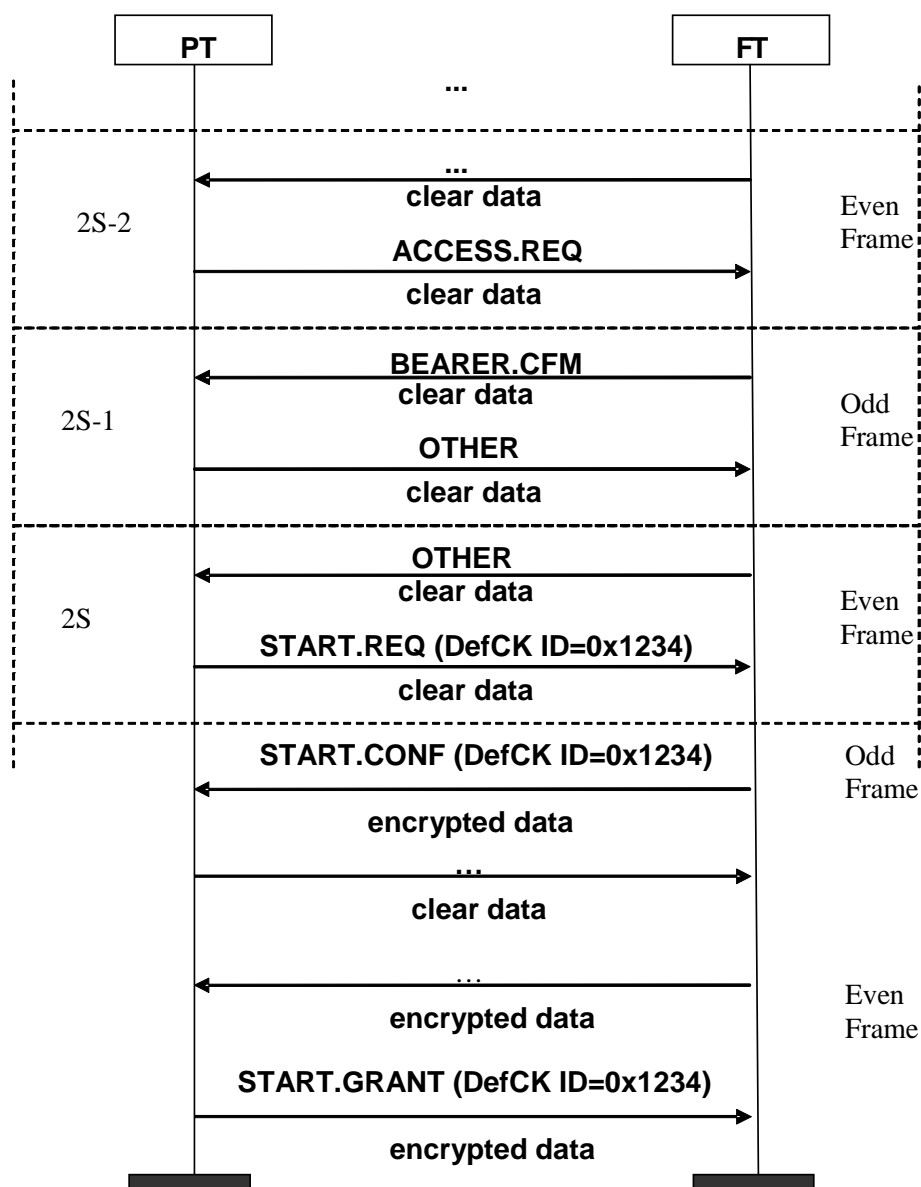 PT
FT
...
...
clear data
2S-2
Even
Frame
ACCESS.REQ
clear data
BEARER.CFM
clear data
2S-1
Odd
Frame
OTHER
clear data
OTHER
clear data
2S
Even
Frame
START.REQ (DefCK ID=0x1234)
clear data
START.CONF (DefCK ID=0x1234)
Odd
Frame
encrypted data
...
clear data
...
encrypted data
Even
Frame
START.GRANT (DefCK ID=0x1234)
encrypted data